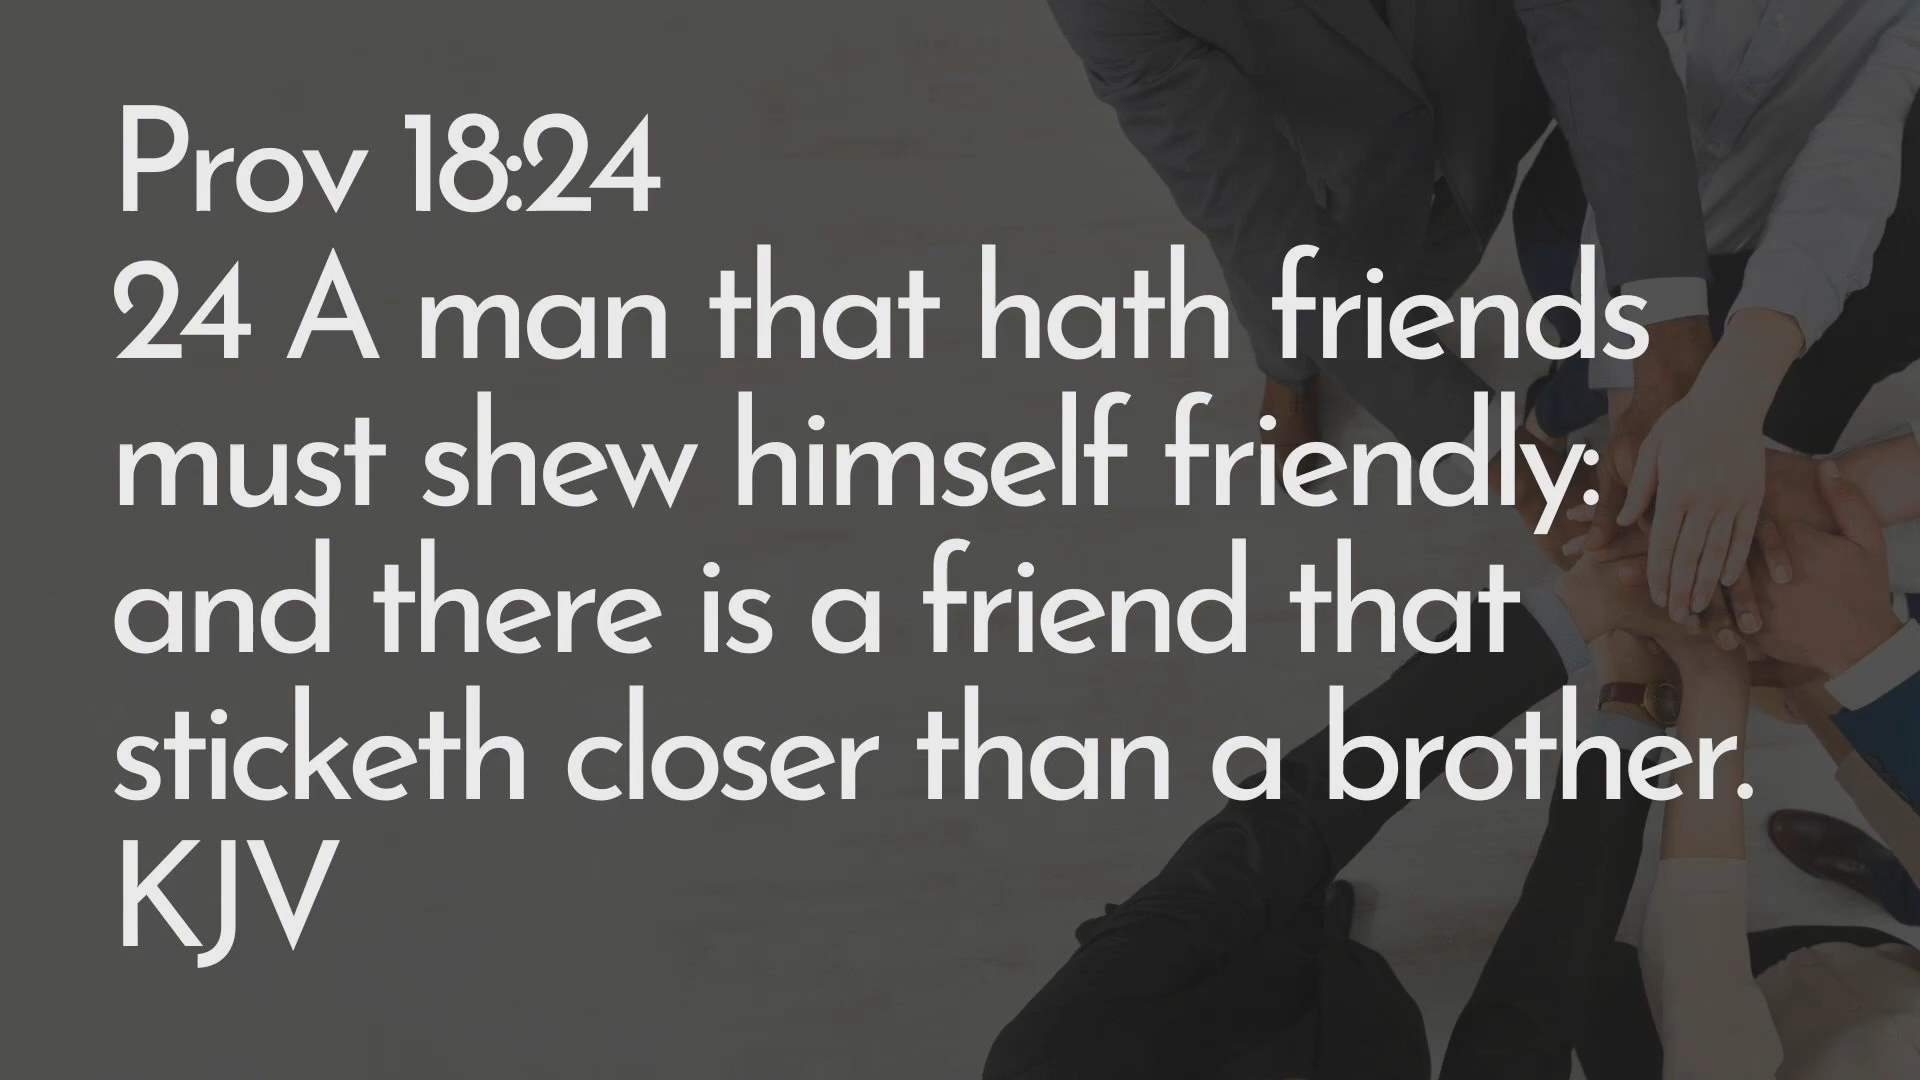 Prov 18:24
24 A man that hath friends
must shew himself friendly:
and there is a friend that
sticketh closer than a brother.
KJV